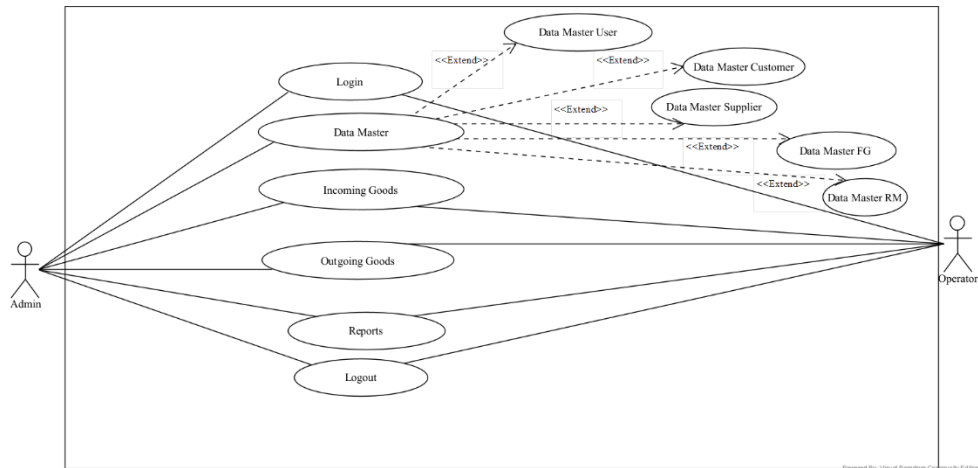 Data Master User
<<Extend>>
<<Extend>>
Data Master Customer
Login
<<Extend>>
Data Master Supplier
Data Master
<<Extend>>
Data Master FG
<<Extend>>
Incoming Goods
Data Master RM
Outgoing Goods
Admin
Operator
Reports
Logout